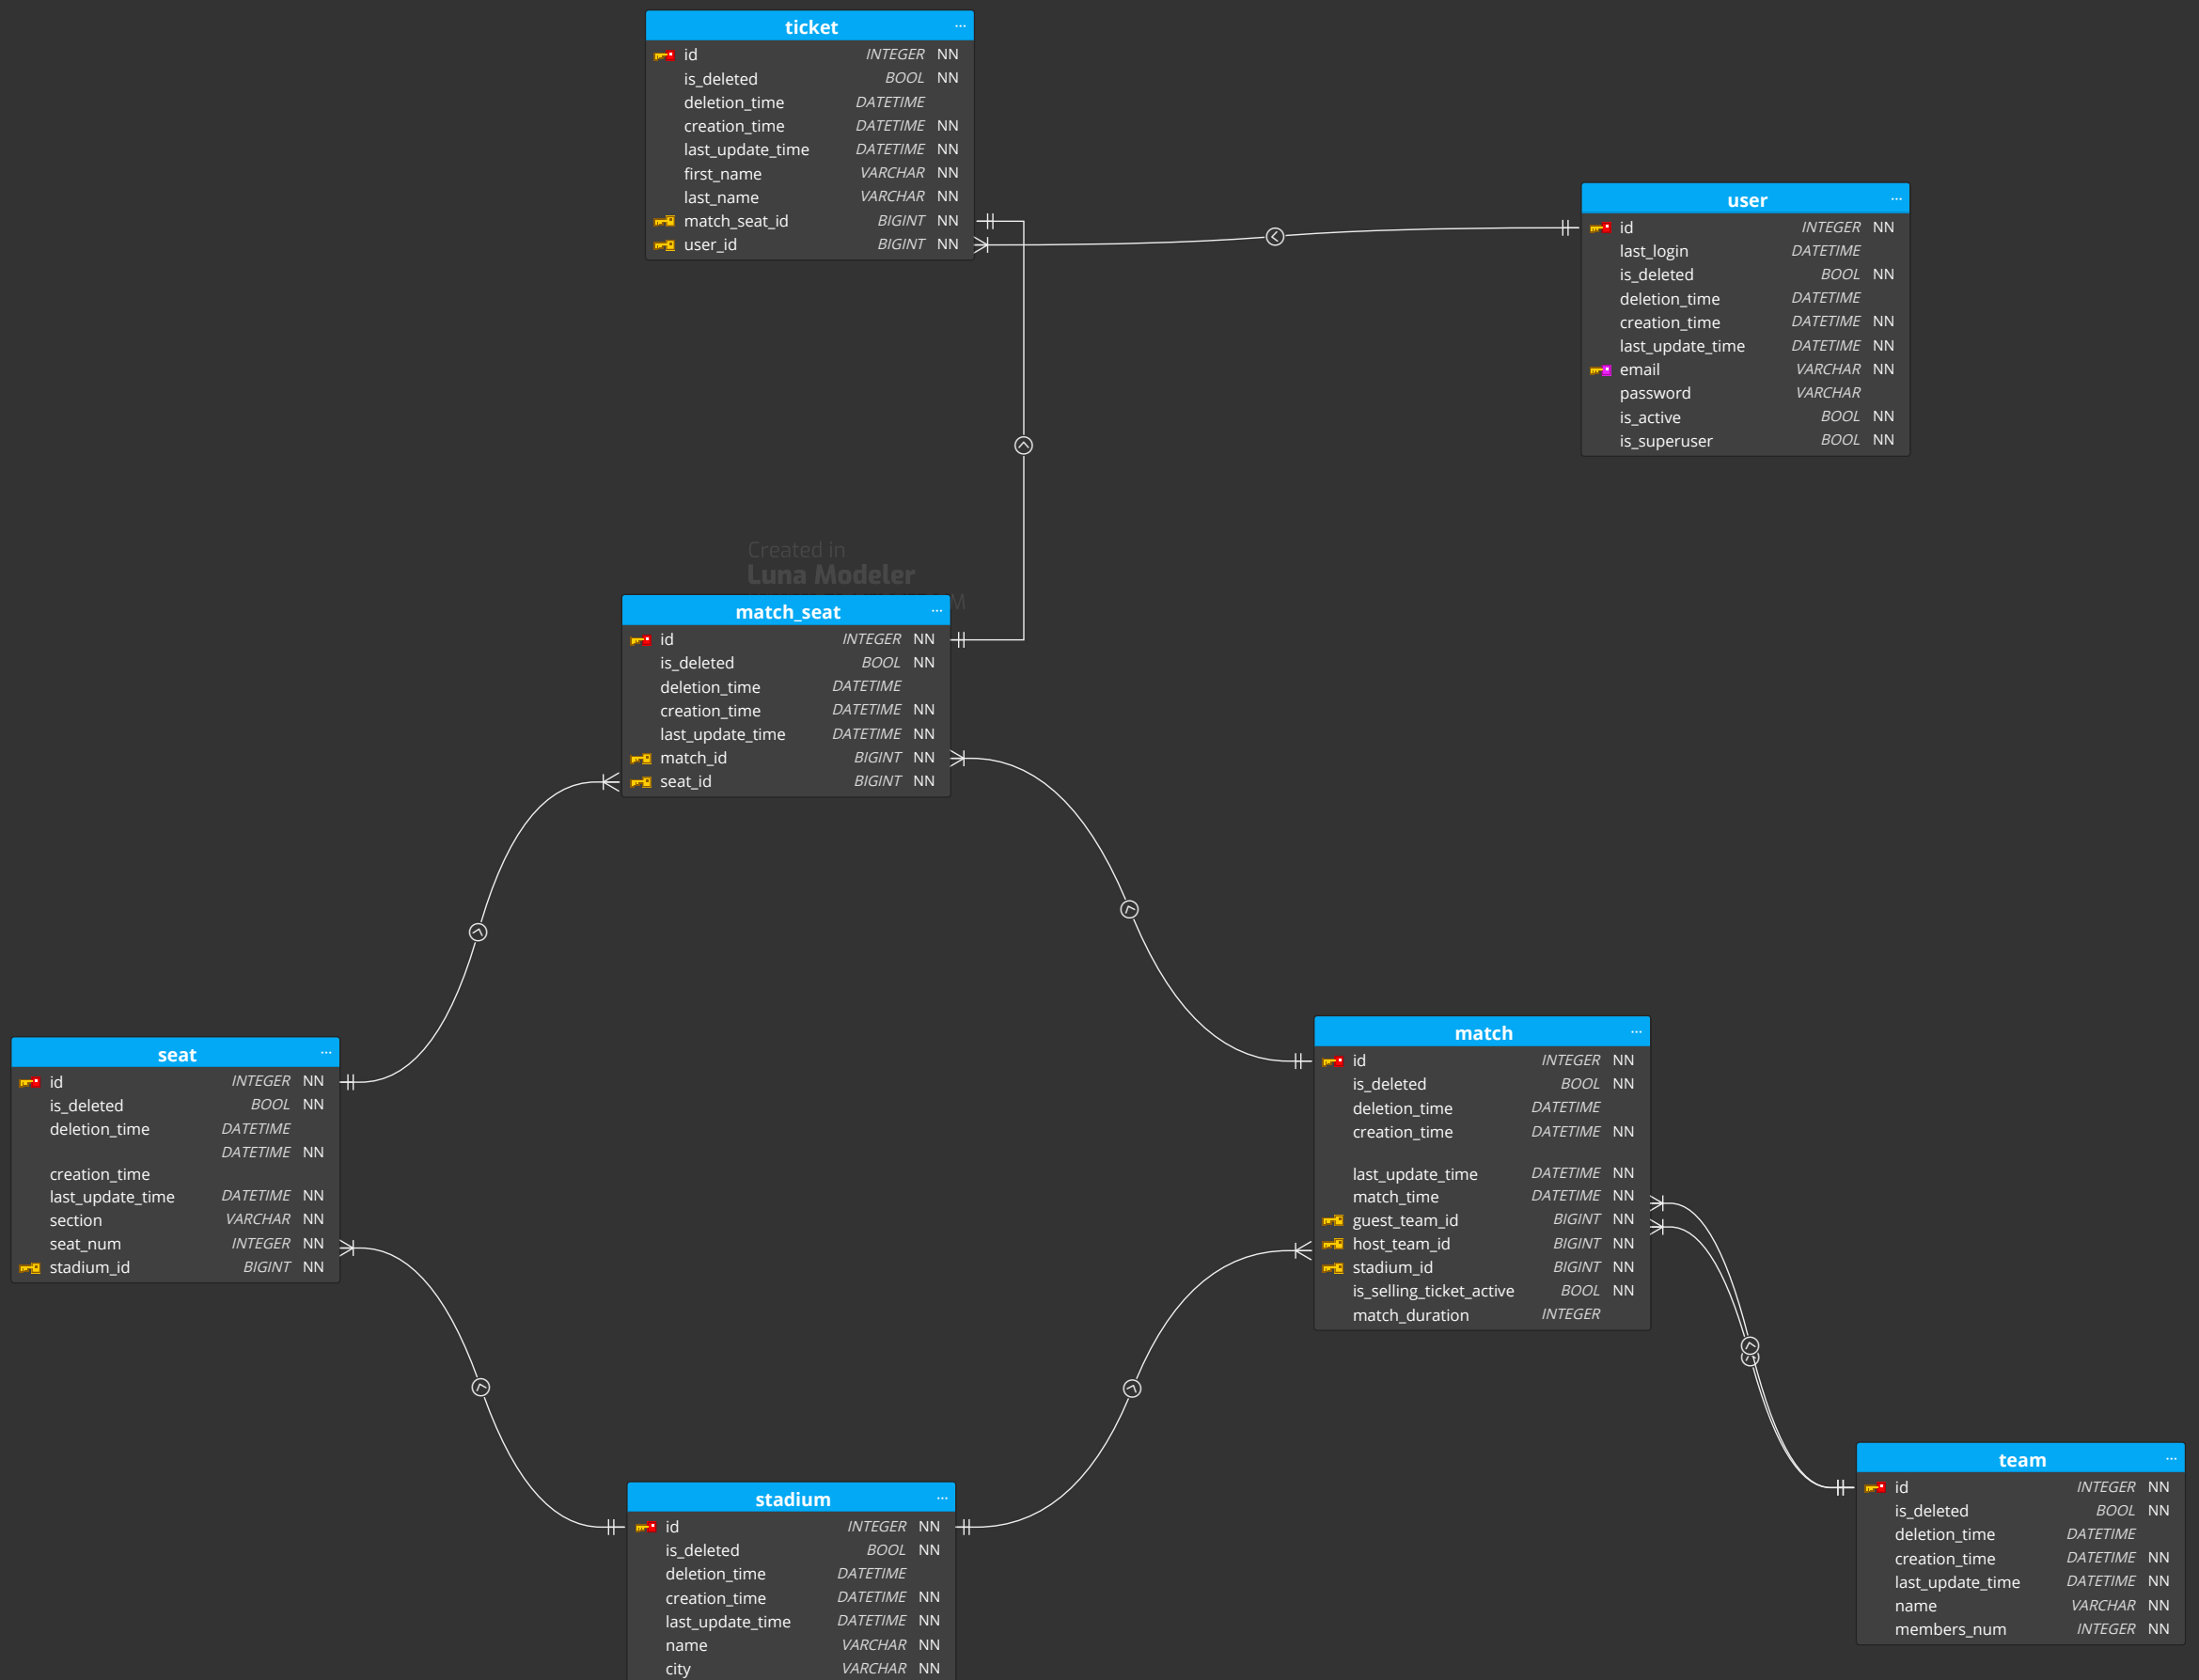 ticket ...
id INTEGER NN
is_deleted BOOL NN
deletion_time DATETIME
creation_time DATETIME NN
last_update_time DATETIME NN
first_name VARCHAR NN
last_name VARCHAR NN
match_seat_id BIGINT NN
user_id BIGINT NN
user ...
id INTEGER NN
last_login DATETIME
is_deleted BOOL NN
deletion_time DATETIME
creation_time DATETIME NN
last_update_time DATETIME NN
email VARCHAR NN
password VARCHAR
is_active BOOL NN
is_superuser BOOL NN
Created in
Luna Modeler
M
match_seat ...
id INTEGER NN
is_deleted BOOL NN
deletion_time DATETIME
creation_time DATETIME NN
last_update_time DATETIME NN
match_id BIGINT NN
seat_id BIGINT NN
seat ...
id INTEGER NN
is_deleted BOOL NN
deletion_time DATETIME
DATETIME NN
creation_time
last_update_time DATETIME NN
section VARCHAR NN
seat_num INTEGER NN
stadium_id BIGINT NN
match ...
id INTEGER NN
is_deleted BOOL NN
deletion_time DATETIME
creation_time DATETIME NN
last_update_time DATETIME NN
match_time DATETIME NN
guest_team_id BIGINT NN
host_team_id BIGINT NN
stadium_id BIGINT NN
is_selling_ticket_active BOOL NN
match_duration INTEGER
stadium ...
id INTEGER NN
is_deleted BOOL NN
deletion_time DATETIME
creation_time DATETIME NN
last_update_time DATETIME NN
name VARCHAR NN
city VARCHAR NN
team ...
id INTEGER NN
is_deleted BOOL NN
deletion_time DATETIME
creation_time DATETIME NN
last_update_time DATETIME NN
name VARCHAR NN
members_num INTEGER NN